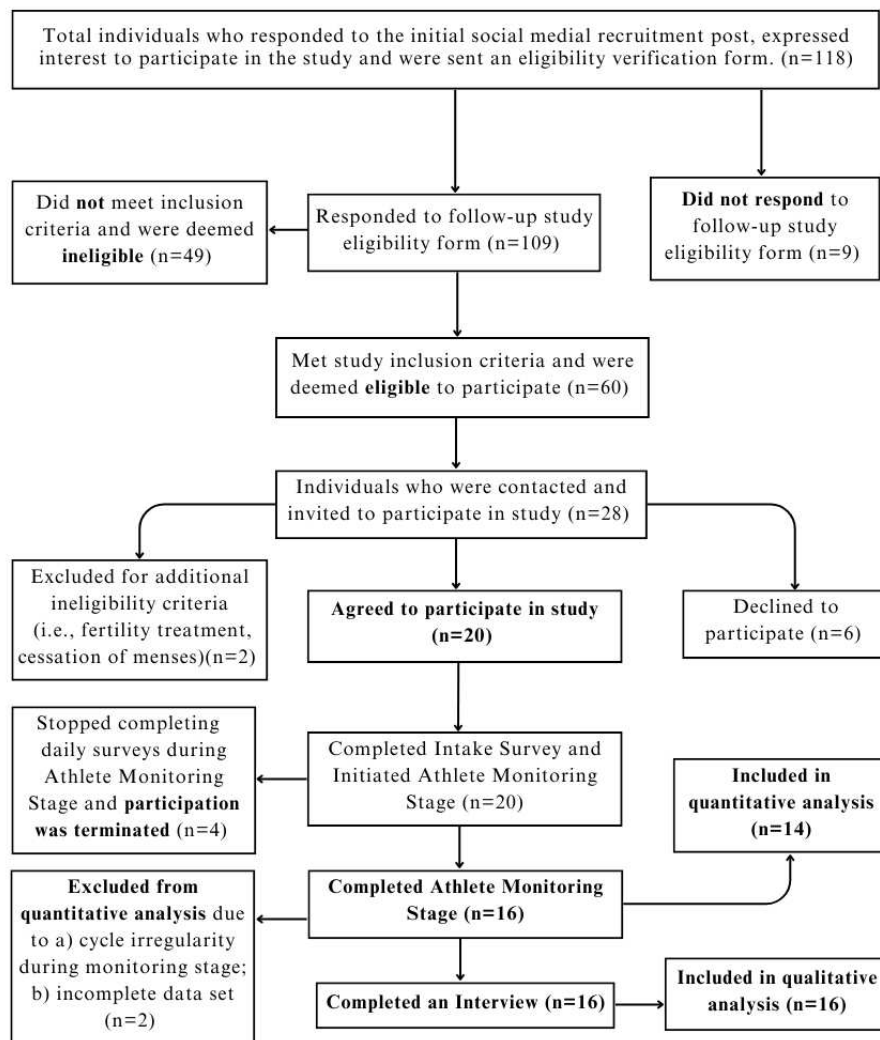 Total individuals who responded to the initial social medial recruitment post, expressed
interest to participate in the study and were sent an eligibility verification form. (n=118)
Did not meet inclusion
criteria and were deemed
ineligible (n=49)
Responded to follow-up study
eligibility form (n=109)
Did not respond to
follow-up study
eligibility form (n=9)
Met study inclusion criteria and were
deemed eligible to participate (n=60)
Individuals who were contacted and
invited to participate in study (n=28)
Excluded for additional
ineligibility criteria
(i.e., fertility treatment,
cessation of menses)(n=2)
Agreed to participate in study
(n=20)
Declined to
participate (n=6)
Stopped completing
daily surveys during
Athlete Monitoring
Stage and participation
was terminated (n=4)
Completed Intake Survey and
Initiated Athlete Monitoring
Stage (n=20)
Included in
quantitative analysis
(n=14)
Excluded from
quantitative analysis due
to a) cycle irregularity
during monitoring stage;
b) incomplete data set
(n=2)
Completed Athlete Monitoring
Stage (n=16)
Completed an Interview (n=16)
Included in qualitative
analysis (n=16)